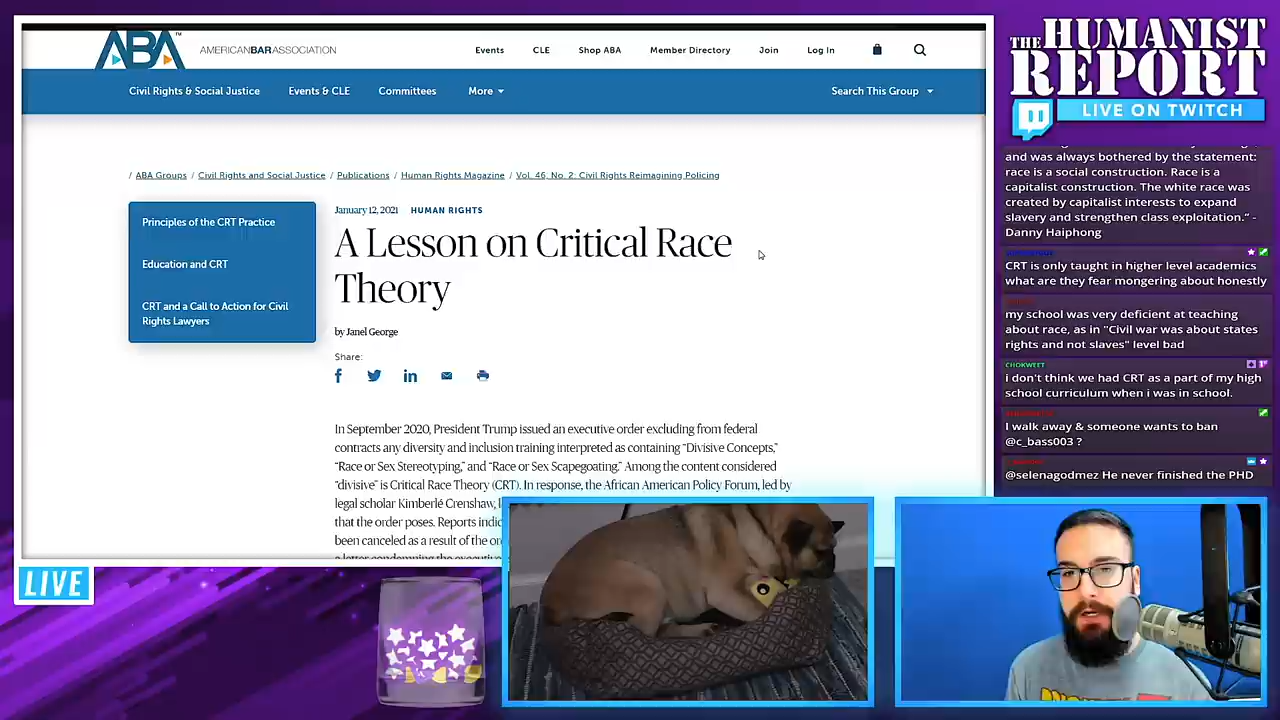 ABA
AMERICANBARASSOCIATION
Events CLE Shop ABA Member Directory Join Log In
Civil Rights & Social Justice Events & CLE Committees More Search This Group
/ ABA Groups / Civil Rights and Social Justice / Publications / Human Rights Magazine / Vol. 46, No. 2: Civil Rights Reimagining Policing
Principles of the CRT Practice
Education and CRT
CRT and a Call to Action for Civil
Rights Lawyers
January 12, 2021 HUMAN RIGHTS
A Lesson on Critical Race
Theory
by Janel George
Share:
In September 2020, President Trump issued an executive order excluding from federal
contracts any diversity and inclusion training interpreted as containing “Divisive Concepts,”
“Race or Sex Stereotyping,” and “Race or Sex Scapegoating.” Among the content considered
“divisive” is Critical Race Theory (CRT). In response, the African American Policy Forum, led by
legal scholar Kimberlé Crenshaw,
that the order poses. Reports
been canceled as a result of the
a letter condemning the
THE HUMANIST
REPORT
LIVE ON TWITCH
and was always bothered by the statement:
race is a social construction. Race is a
capitalist construction. The white race was
created by capitalist interests to expand
slavery and strengthen class exploitation.” -
Danny Haiphong
CRT is only taught in higher level academics
what are they fear mongering about honestly
my school was very deficient at teaching
about race, as in "Civil war was about states
rights and not slaves" level bad
CHOKWEET
i don't think we had CRT as a part of my high
school curriculum when i was in school.
I walk away & someone wants to ban
@c_bass003 ?
@selenagodmez He never finished the PHD
LIVE